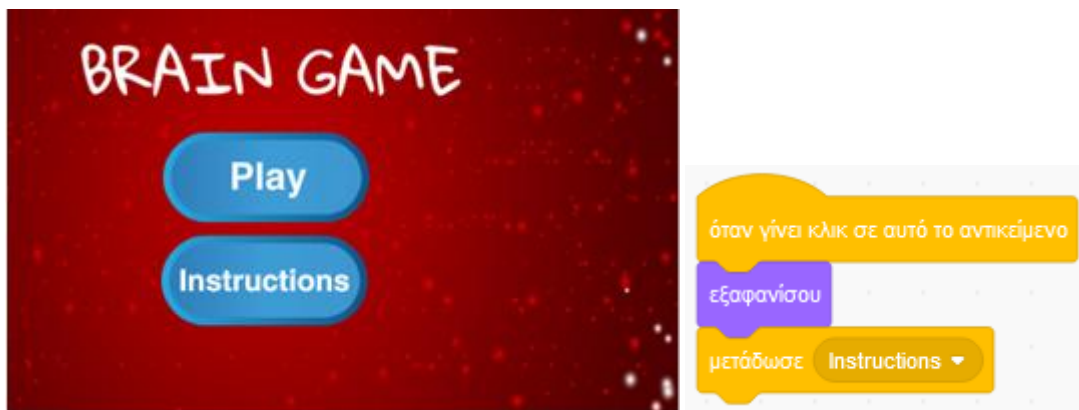 BRAIN GAME
Play
Instructions
όταν γίνει κλικ σε αυτό το αντικείμενο
εξαφανίσου
μετάδωσε Instructions